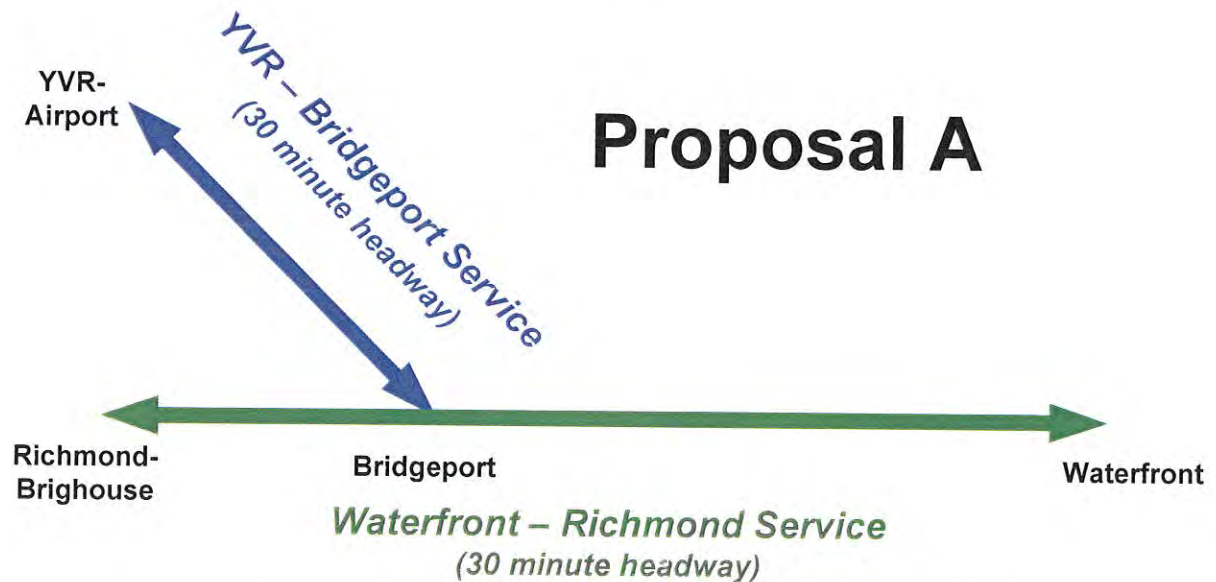 YVR-
Airport
YVR – Bridgeport Service
(30 minute headway)
Proposal A
Richmond-
Brighouse
Bridgeport
Waterfront
Waterfront – Richmond Service
(30 minute headway)